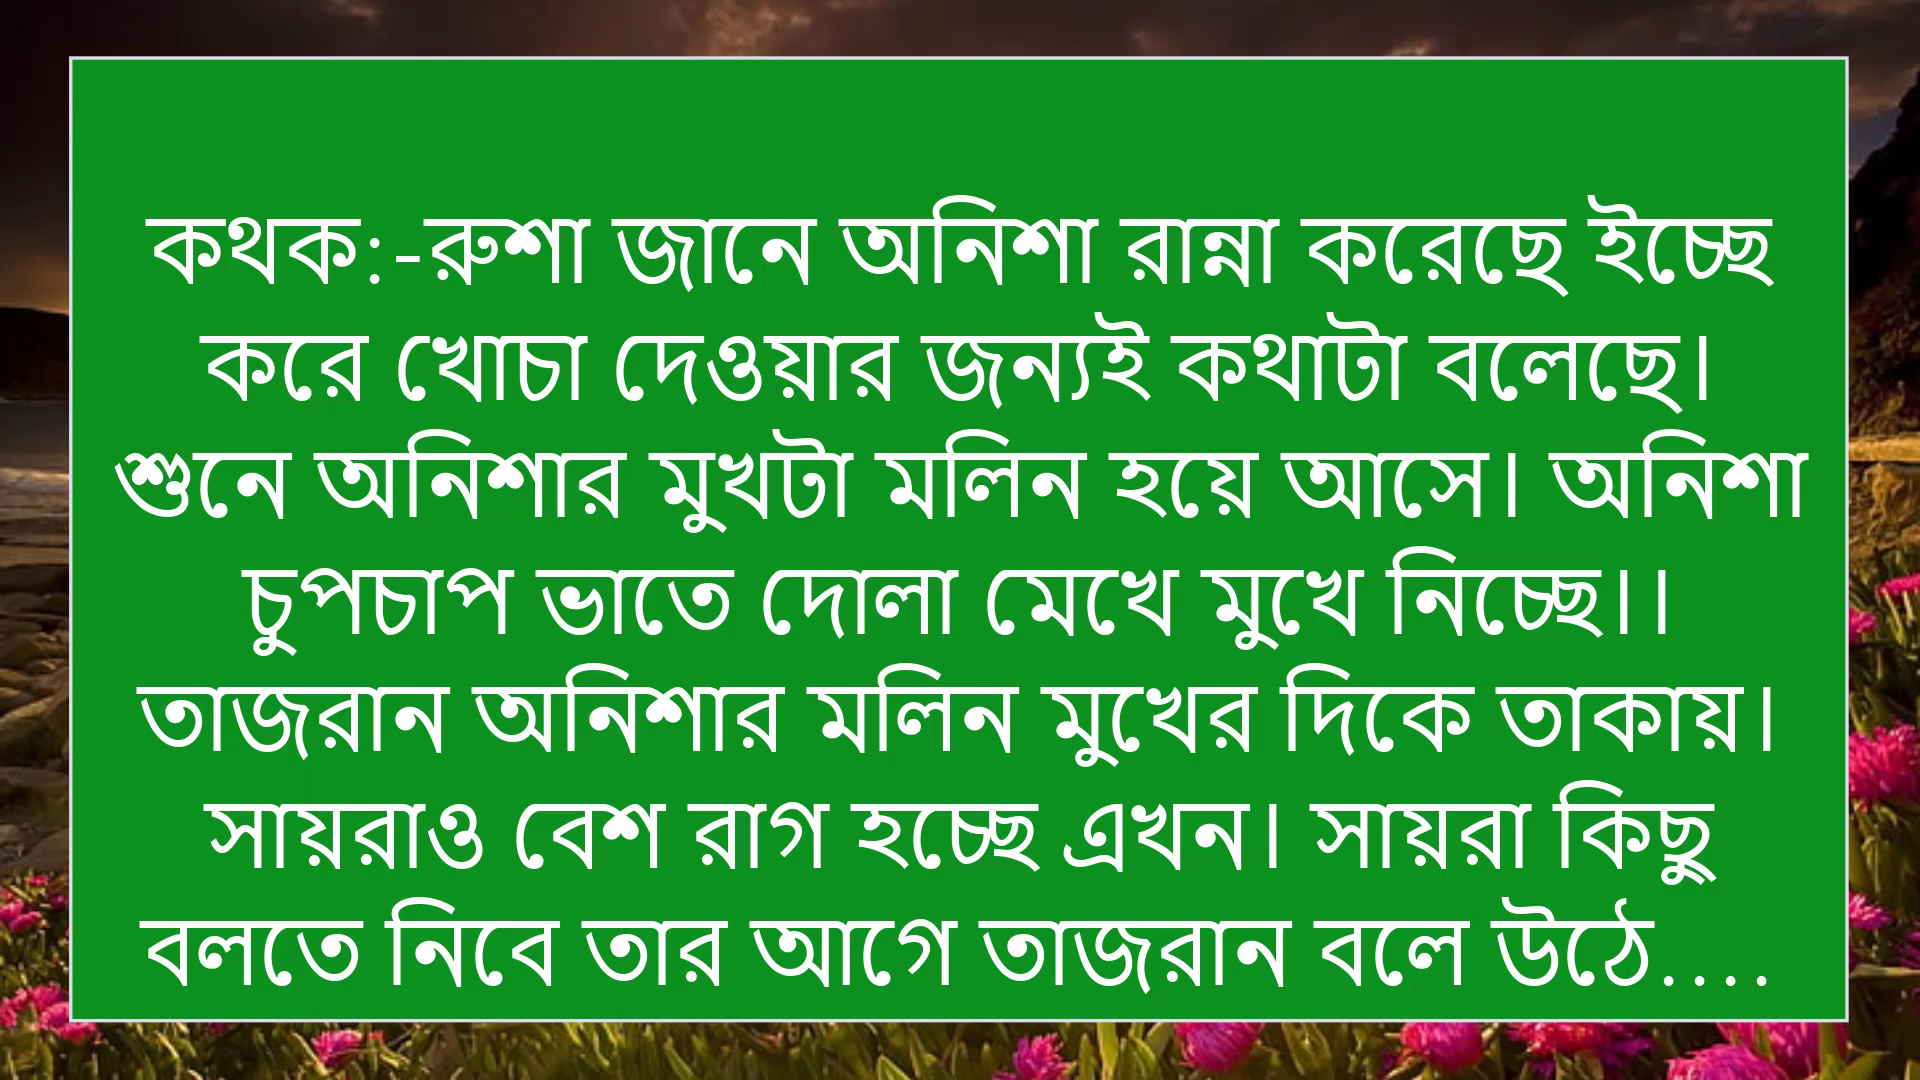 কথক:-রুশা জানে অনিশা রান্না করেছে ইচ্ছে
করে খোচা দেওয়ার জন্যই কথাটা বলেছে।
শুনে অনিশার মুখটা মলিন হয়ে আসে। অনিশা
চুপচাপ ভাতে দোলা মেখে মুখে নিচ্ছে।।
তাজরান অনিশার মলিন মুখের দিকে তাকায়।
সায়রাও বেশ রাগ হচ্ছে এখন। সায়রা কিছু
বলতে নিবে তার আগে তাজরান বলে উঠে....